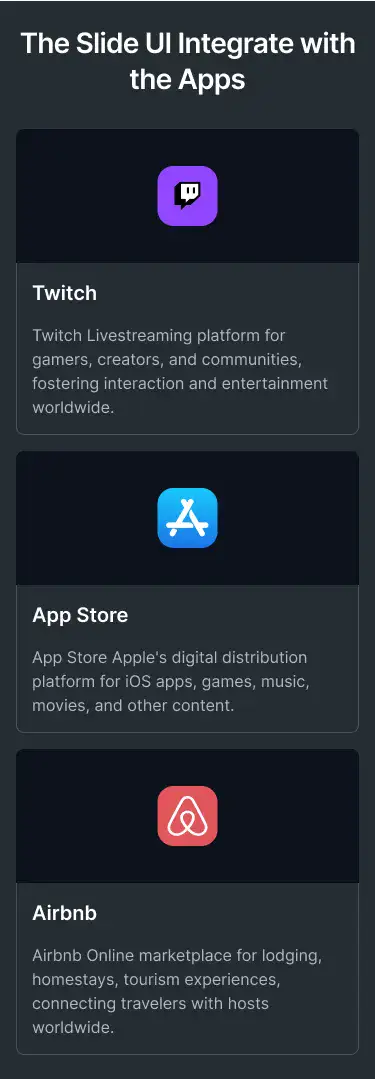 The Slide UI Integrate with
the Apps
Twitch
Twitch Livestreaming platform for
gamers, creators, and communities,
fostering interaction and entertainment
worldwide.
App Store
App Store Apple's digital distribution
platform for iOS apps, games, music,
movies, and other content.
Airbnb
Airbnb Online marketplace for lodging,
homestays, tourism experiences,
connecting travelers with hosts
worldwide.